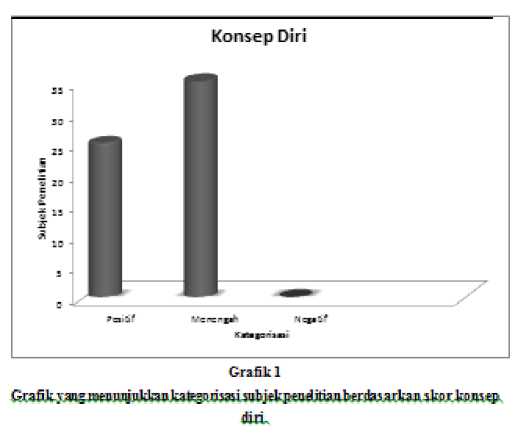 Konsep Diri
35
30
25
20
15
10
5
0
Subjek Penelitian
Positif
Menengah
Negatif
Kategorisasi
Grafik 1
Grafik yang menunjukkan kategorisasi subjek penelitian berdasarkan skor konsep
diri.